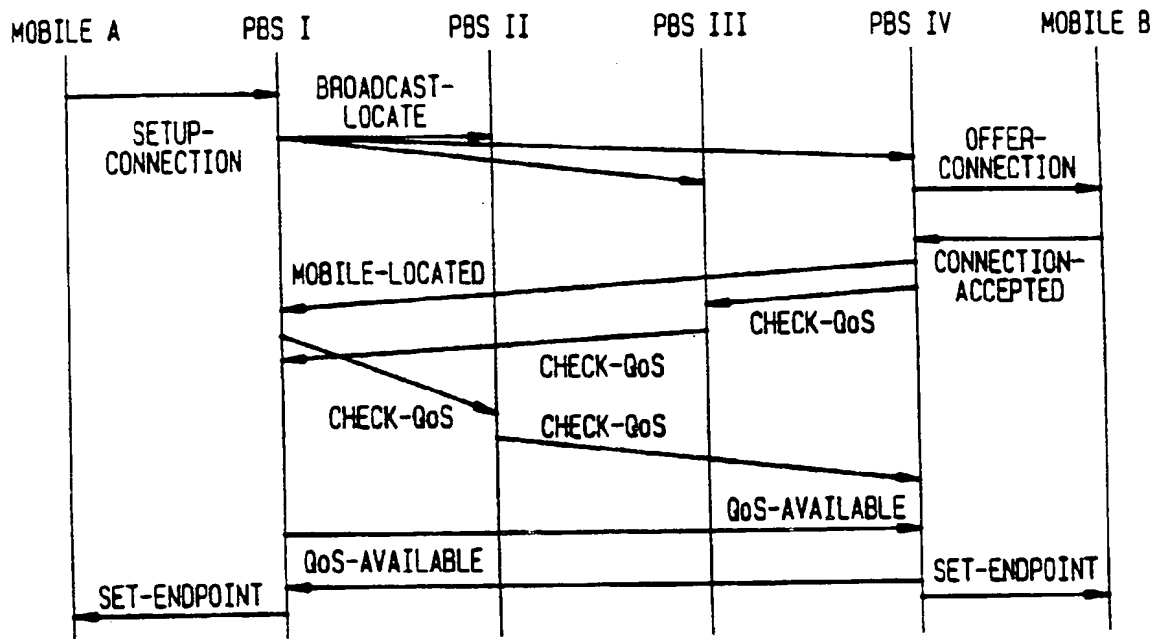 MOBILE A
PBS I
PBS II
PBS III
PBS IV
MOBILE B
BROADCAST-
LOCATE
SETUP-
CONNECTION
OFFER-
CONNECTION
MOBILE-LOCATED
CONNECTION-
ACCEPTED
CHECK-QoS
CHECK-QoS
CHECK-QoS
CHECK-QoS
QoS-AVAILABLE
QoS-AVAILABLE
SET-ENDPOINT
SET-ENDPOINT